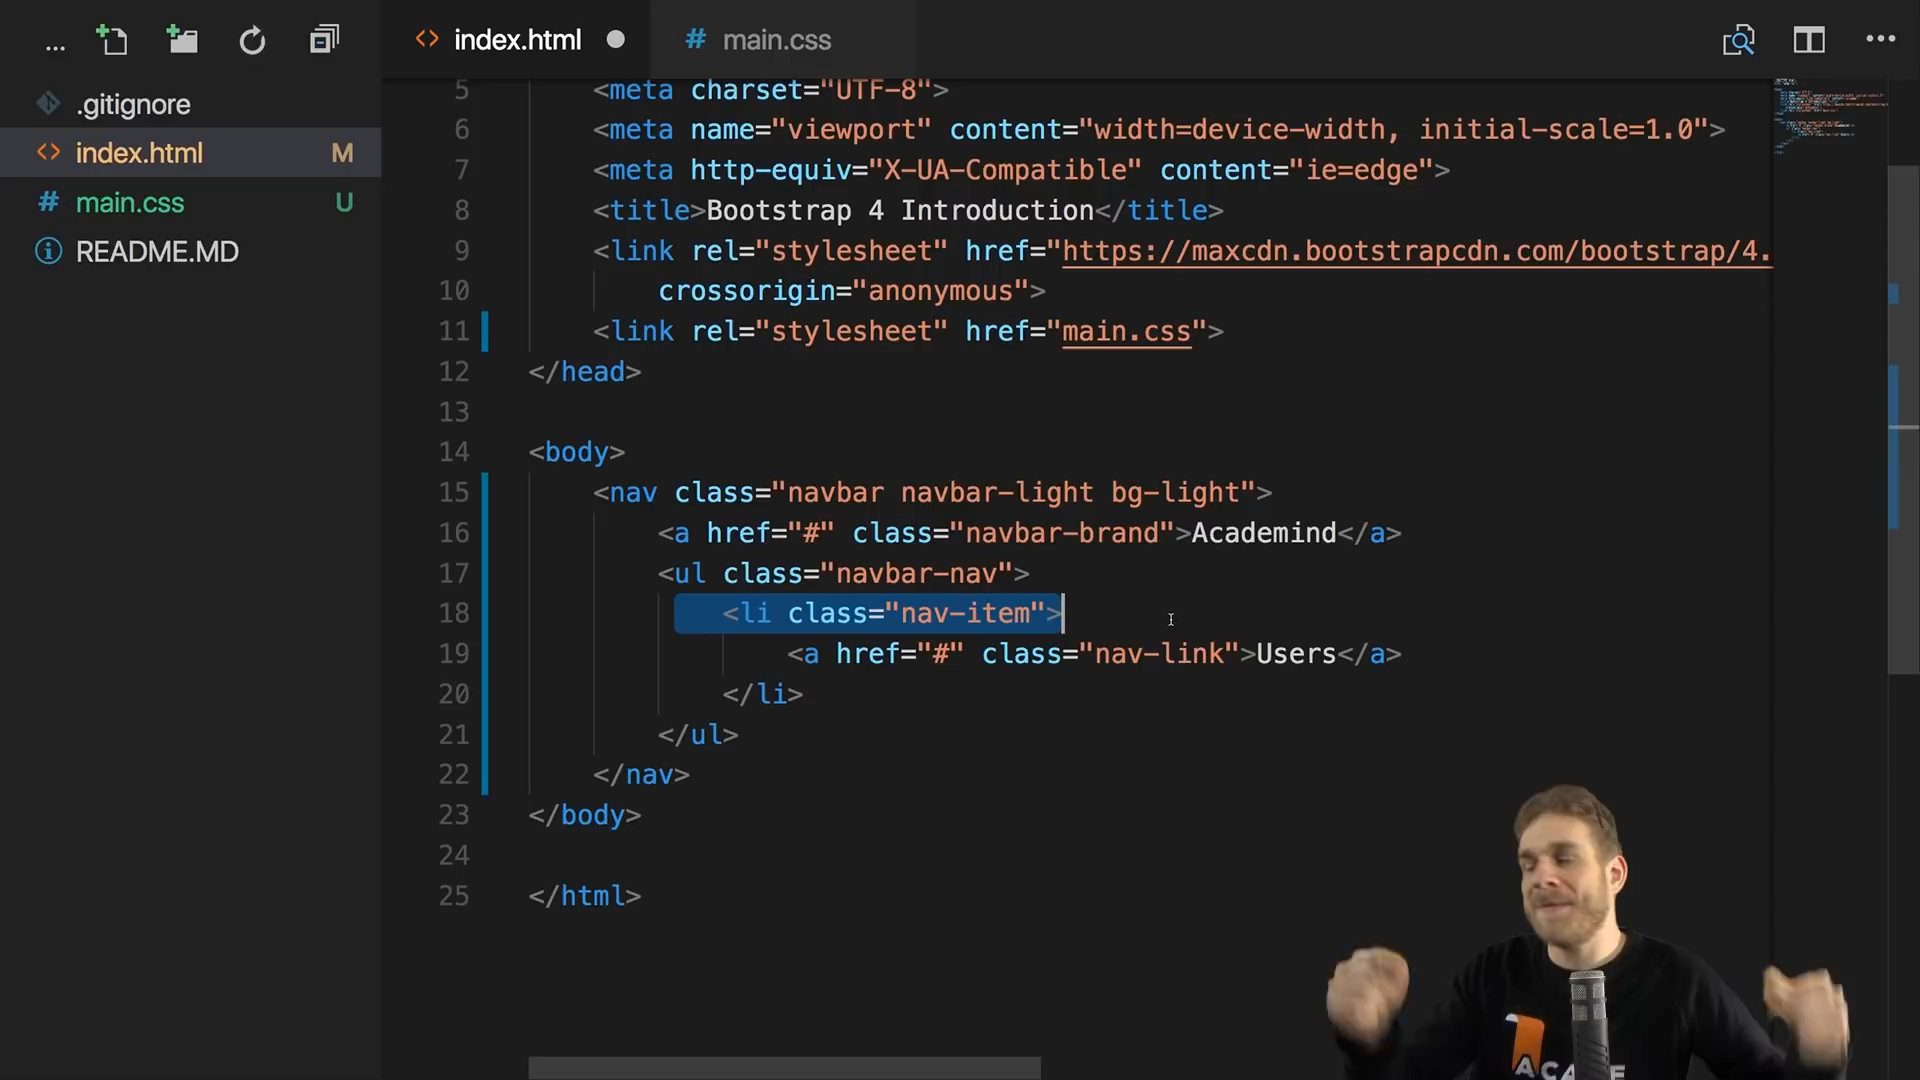 ... index.html main.css ...
.gitignore
index.html M
main.css U
README.MD
5 <meta charset="UTF-8">
6 <meta name="viewport" content="width=device-width, initial-scale=1.0">
7 <meta http-equiv="X-UA-Compatible" content="ie=edge">
8 <title>Bootstrap 4 Introduction</title>
9 <link rel="stylesheet" href="https://maxcdn.bootstrapcdn.com/bootstrap/4.
10 crossorigin="anonymous">
11 <link rel="stylesheet" href="main.css">
12 </head>
13
14 <body>
15 <nav class="navbar navbar-light bg-light">
16 <a href="#" class="navbar-brand">Academind</a>
17 <ul class="navbar-nav">
18 <li class="nav-item">
19 <a href="#" class="nav-link">Users</a>
20 </li>
21 </ul>
22 </nav>
23 </body>
24
25 </html>